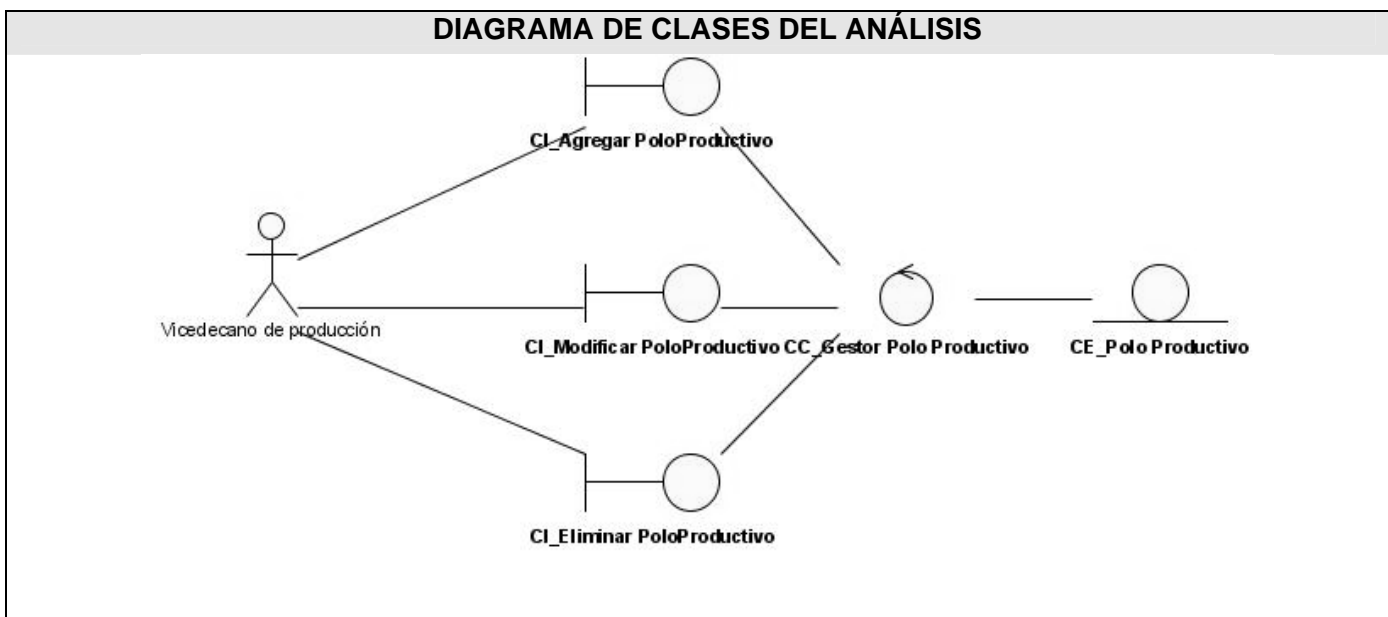 DIAGRAMA DE CLASES DEL ANÁLISIS
CI_Agregar PoloProductivo
Vicedecano de producción
CI_Modificar PoloProductivo
CC_Gestor Polo Productivo
CE_Polo Productivo
CI_Eliminar PoloProductivo